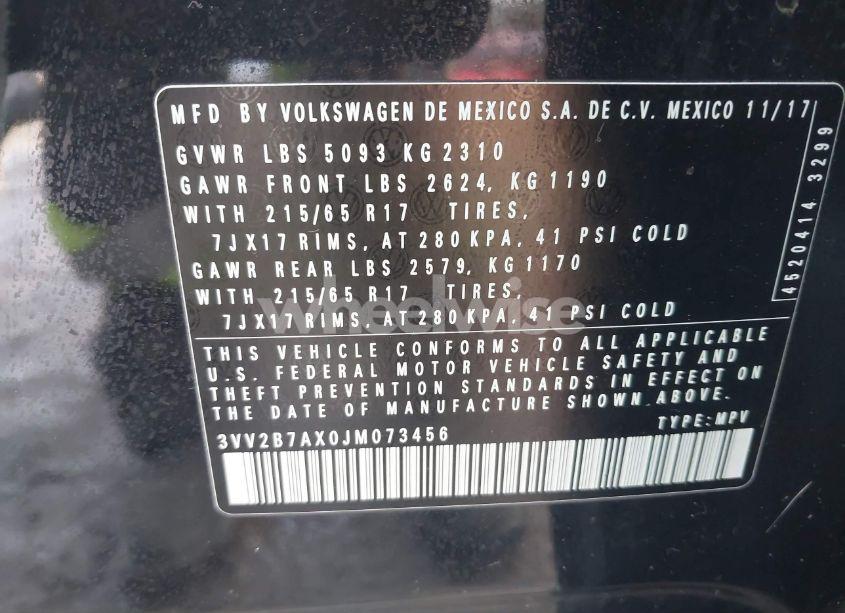 MFD BY VOLKSWAGEN DE MEXICO S.A. DE C.V. MEXICO 11/17
GVWR LBS 5093 KG 2310
GAWR FRONT LBS 2624, KG 1190
WITH 215/65 R17 TIRES,
7JX17 RIMS, AT 280 KPA, 41 PSI COLD
GAWR REAR LBS 2579, KG 1170
WITH 215/65 R17 TIRES,
7JX17 RIMS, AT 280 KPA, 41 PSI COLD
4520414 3299
THIS VEHICLE CONFORMS TO ALL APPLICABLE
U.S. FEDERAL MOTOR VEHICLE SAFETY AND
THEFT PREVENTION STANDARDS IN EFFECT ON
THE DATE OF MANUFACTURE SHOWN ABOVE.
3VV2B7AX0JM073456 TYPE: MPV
wheelwise